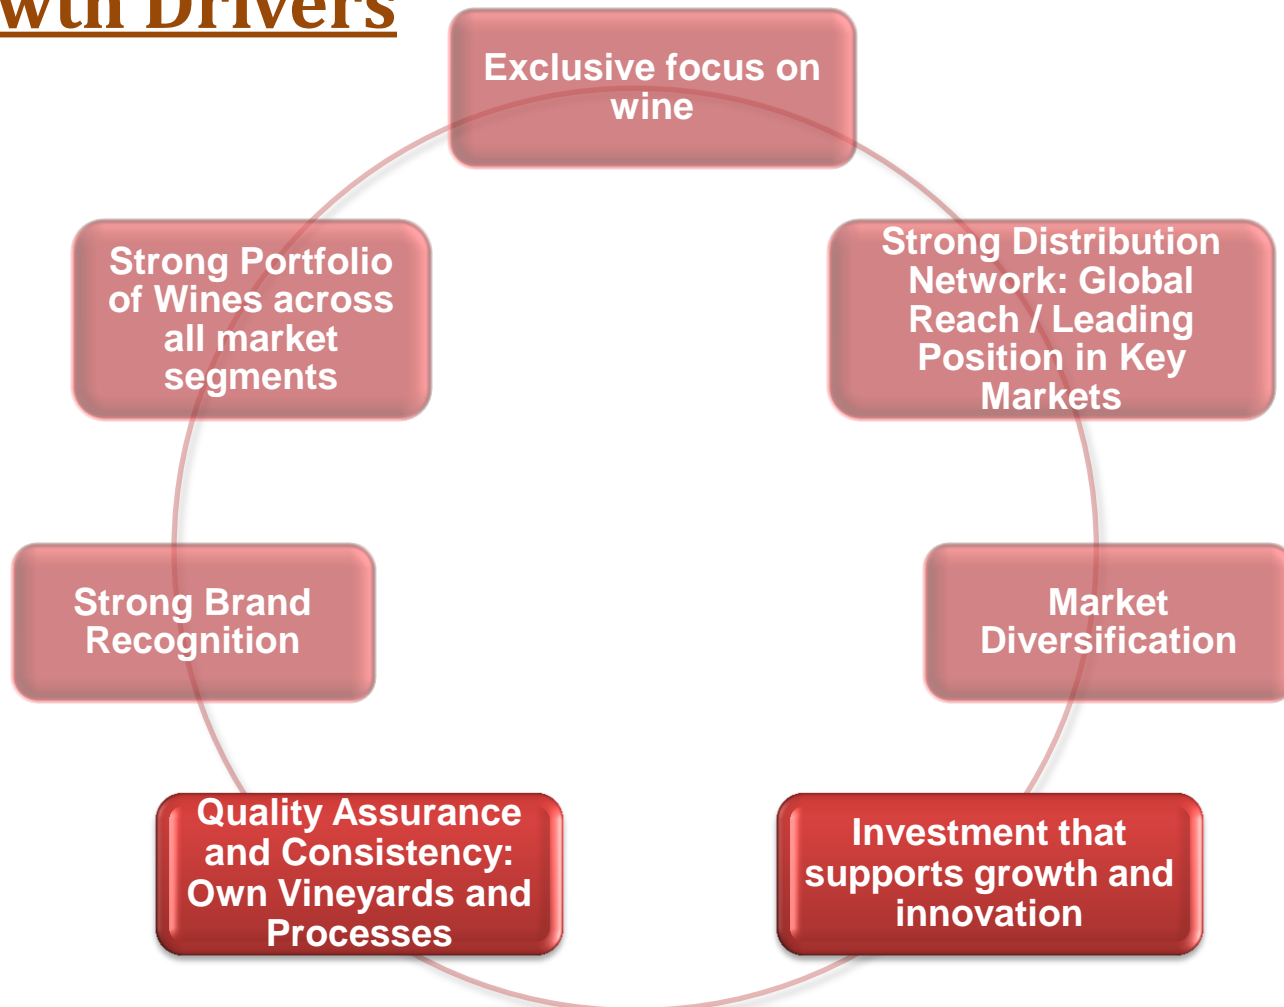 wth Drivers
Exclusive focus on
wine
Strong Distribution
Network: Global
Reach / Leading
Position in Key
Markets
Market
Diversification
Investment that
supports growth and
innovation
Quality Assurance
and Consistency:
Own Vineyards and
Processes
Strong Brand
Recognition
Strong Portfolio
of Wines across
all market
segments